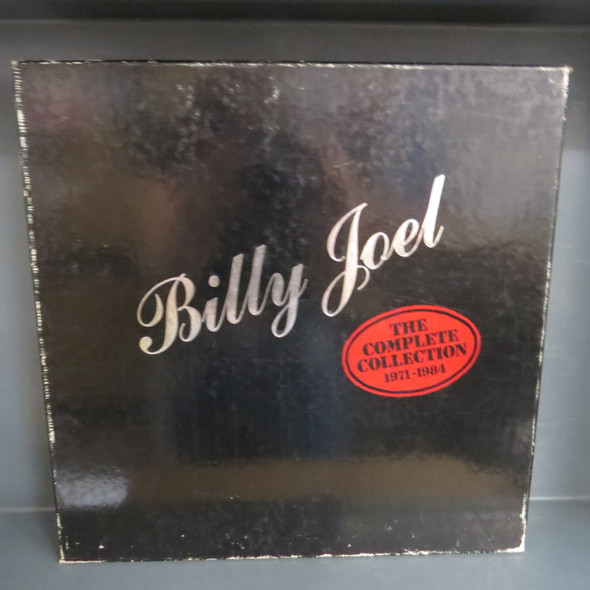 Billy Joel
THE
COMPLETE
COLLECTION
1971-1984